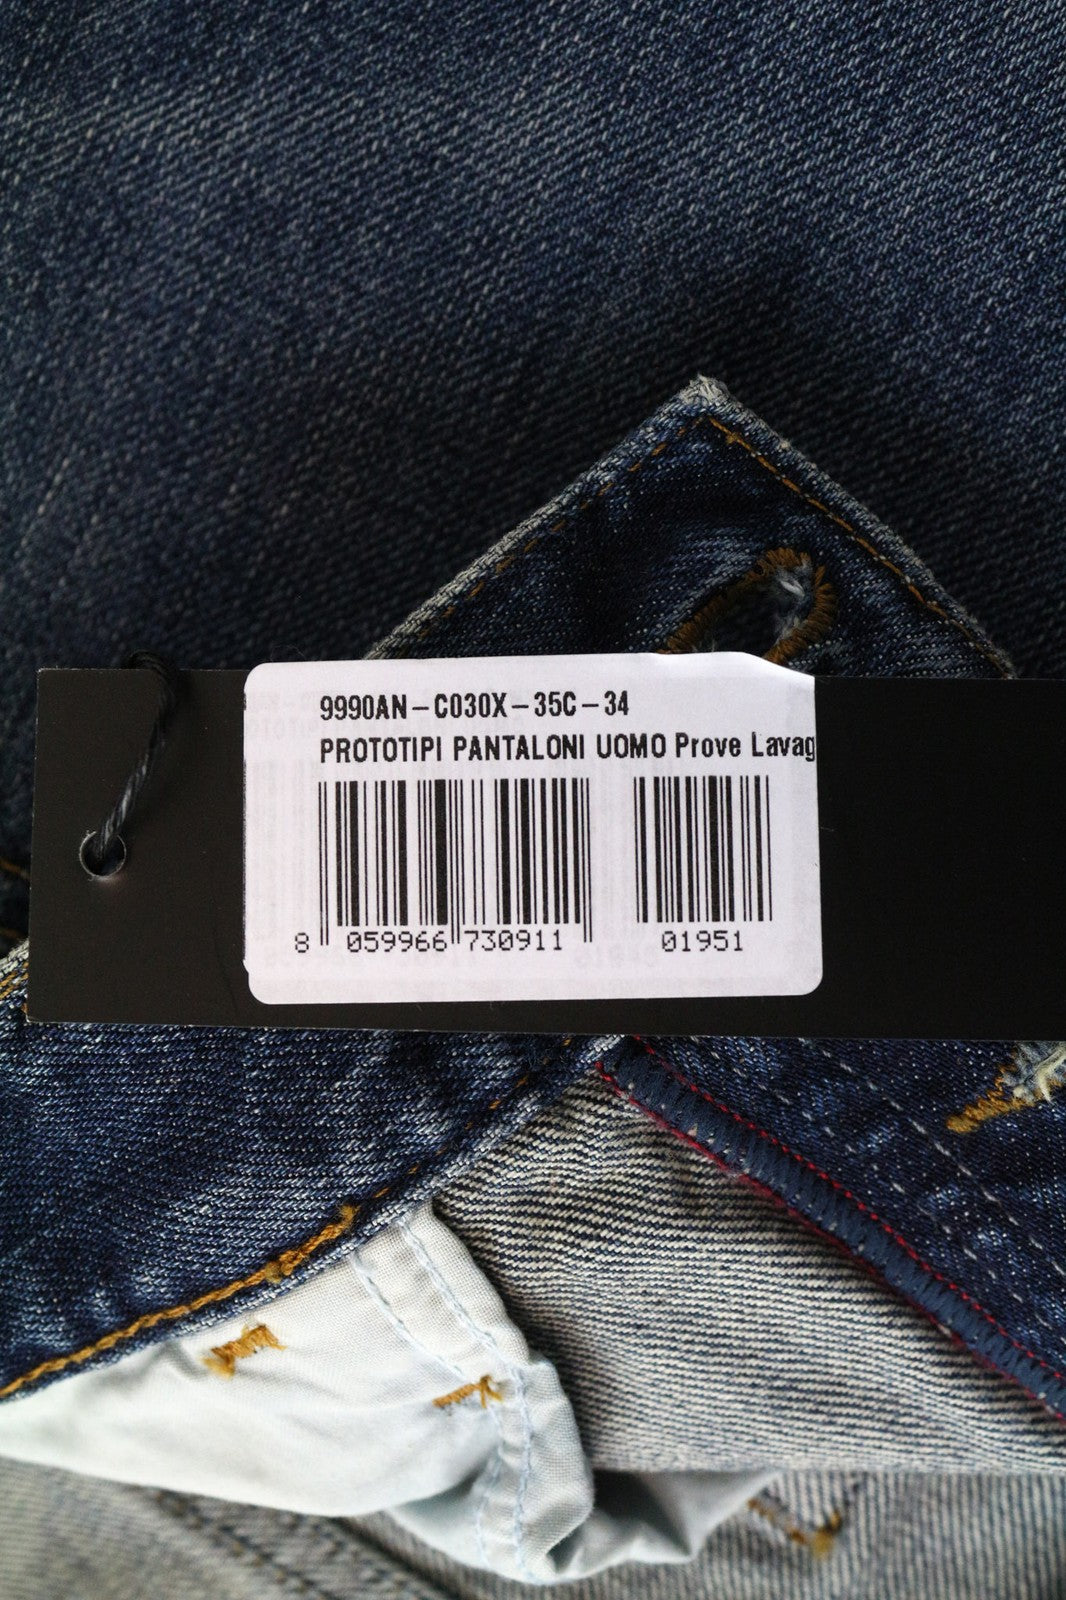 9990AN-C030X-35C-34
PROTOTIPI PANTALONI UOMO Prove Lavag
8 059966 730911 01951